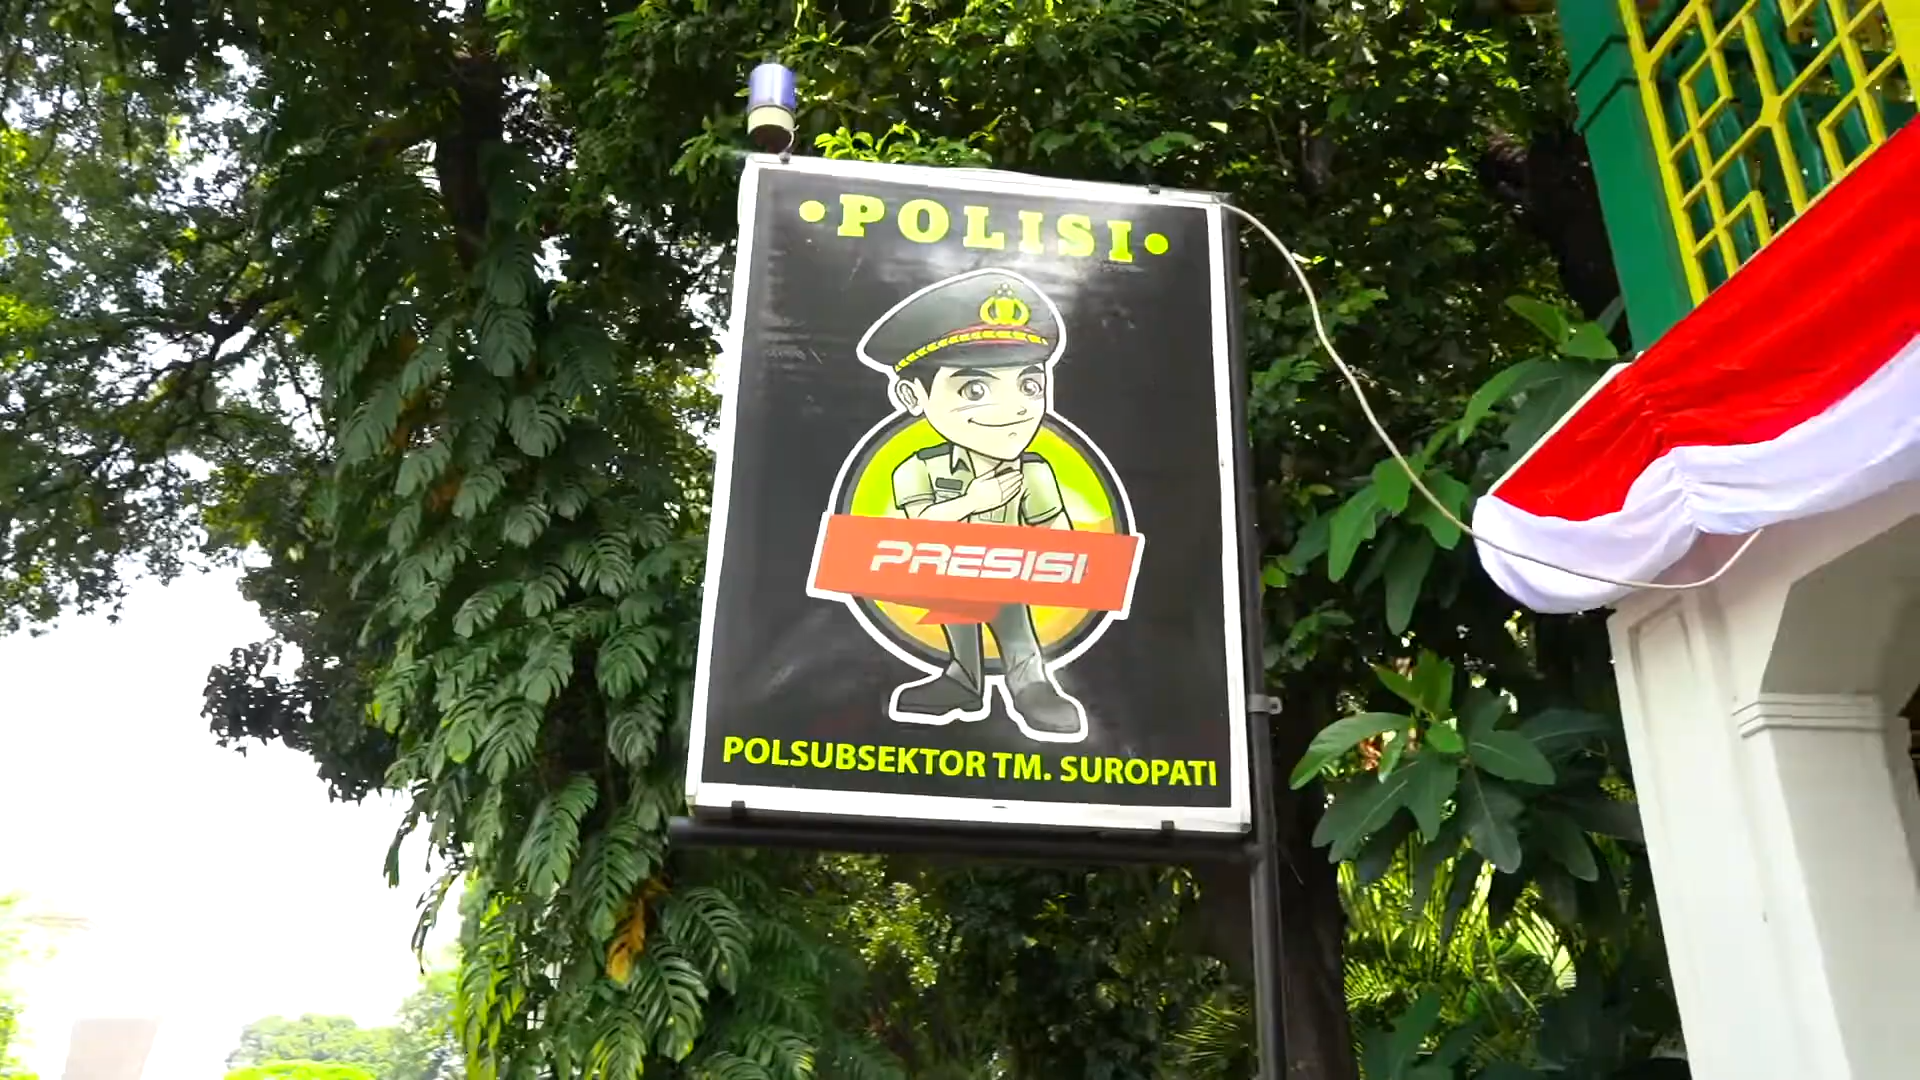 •POLISI•
PRESISI
POLSUBSEKTOR TM. SUROPATI